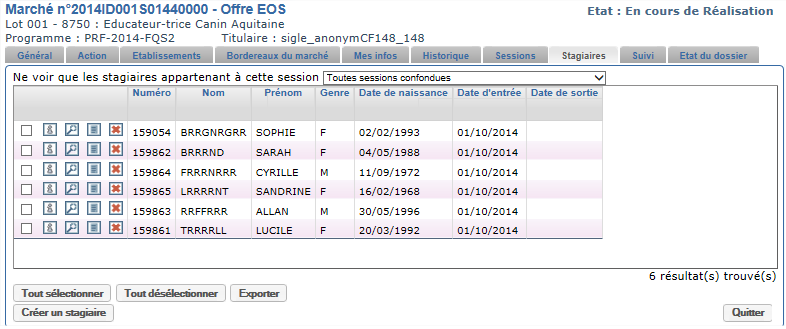 Marché n°2014ID001S01440000 - Offre EOS
Etat : En cours de Réalisation
Lot 001 - 8750 : Educateur-trice Canin Aquitaine
Programme : PRF-2014-FQS2 Titulaire : sigle_anonymCF148_148
Général Action Etablissements Bordereaux du marché Mes infos Historique Sessions Stagiaires Suivi Etat du dossier
Ne voir que les stagiaires appartenant à cette session Toutes sessions confondues
Numéro Nom Prénom Genre Date de naissance Date d'entrée Date de sortie
159054 BRRGNRGRR SOPHIE F 02/02/1993 01/10/2014
159862 BRRRND SARAH F 04/05/1988 01/10/2014
159864 FRRRNRRR CYRILLE M 11/09/1972 01/10/2014
159865 LRRRRNT SANDRINE F 16/02/1968 01/10/2014
159863 RRFFRRR ALLAN M 30/05/1996 01/10/2014
159861 TRRRRLL LUCILE F 20/03/1992 01/10/2014
6 résultat(s) trouvé(s)
Tout sélectionner Tout désélectionner Exporter
Créer un stagiaire Quitter